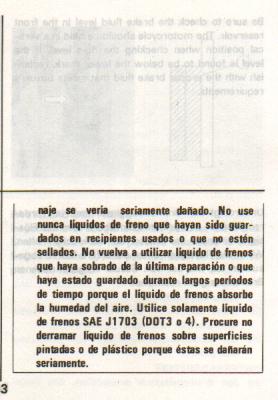 Be sure to check the brake fluid level in the front
reservoir. The motorcycle should be held in a verti-
cal position when checking the fluid level. If the
level is found to be below the lower mark,
with the proper brake fluid that meets
requirements.
naje se vería seriamente dañado. No use
nunca líquidos de freno que hayan sido guar-
dados en recipientes usados o que no estén
sellados. No vuelva a utilizar líquido de frenos
que haya sobrado de la última reparación o que
haya estado guardado durante largos períodos
de tiempo porque el líquido de frenos absorbe
la humedad del aire. Utilice solamente líquido
de frenos SAE J1703 (DOT3 o 4). Procure no
derramar líquido de frenos sobre superficies
pintadas o de plástico porque éstas se dañarán
seriamente.
3